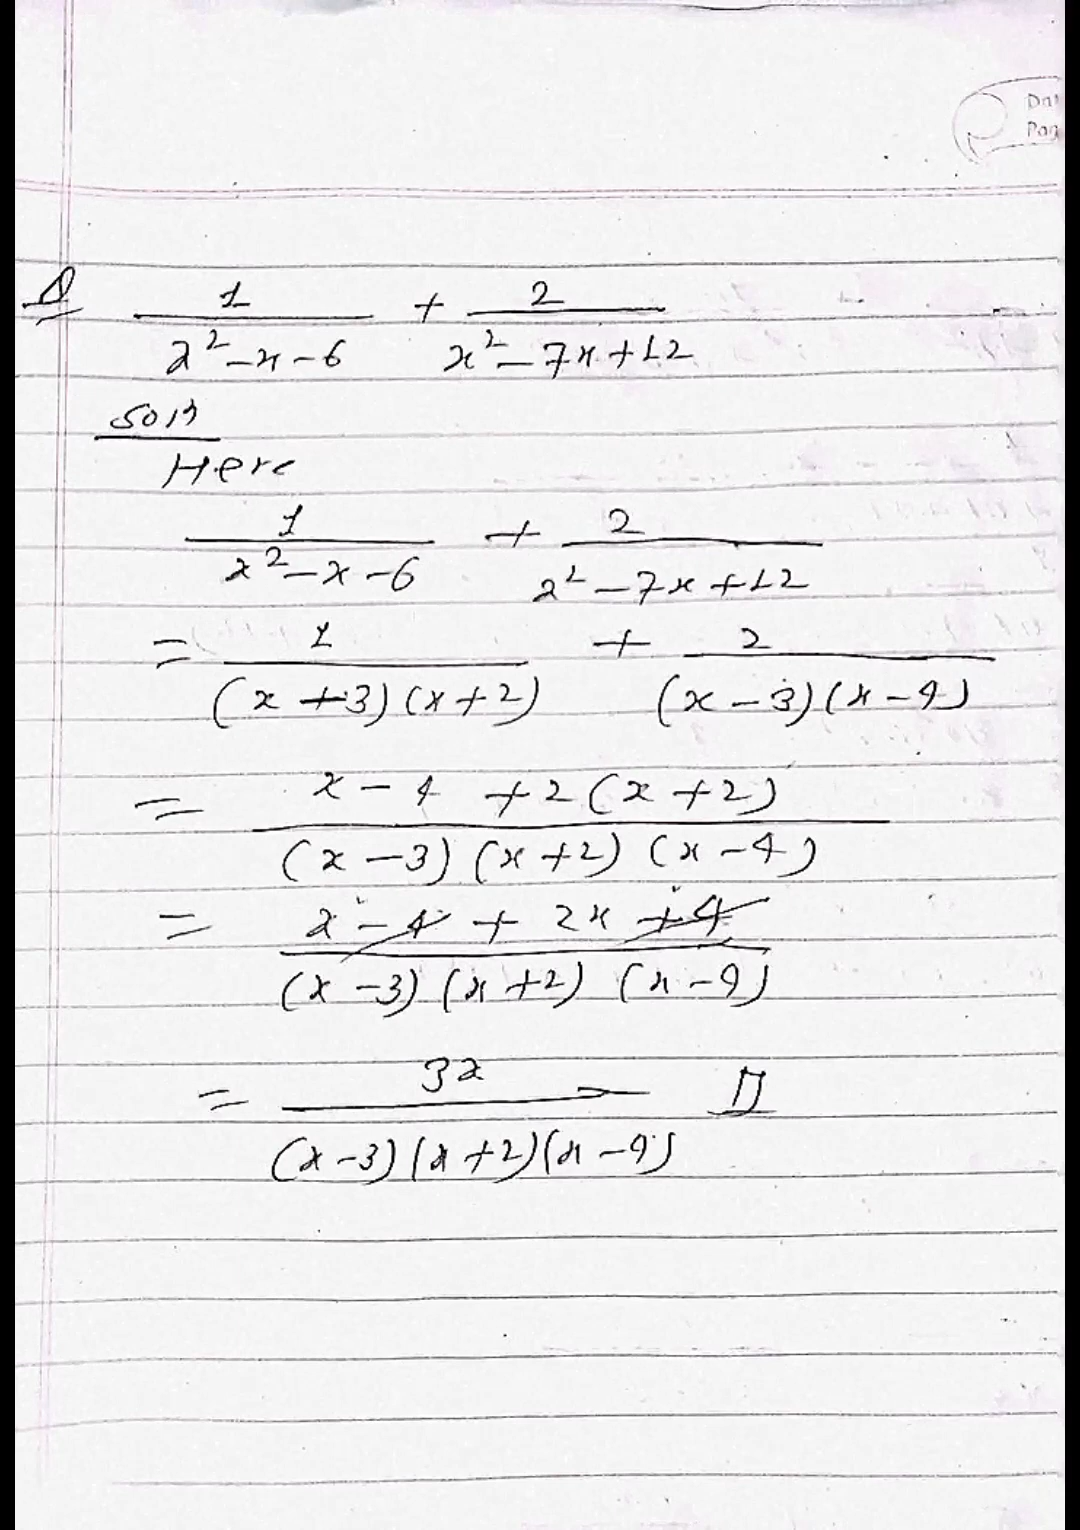 Dat
Pag
Q 1/(x²-x-6) + 2/(x²-7x+12)
Soln
Here
1/(x²-x-6) + 2/(x²-7x+12)
= 1/((x+3)(x+2)) + 2/((x-3)(x-4))
= (x-4+2(x+2))/((x-3)(x+2)(x-4))
= (x-4+2x+4)/((x-3)(x+2)(x-4))
= 3x/((x-3)(x+2)(x-4))